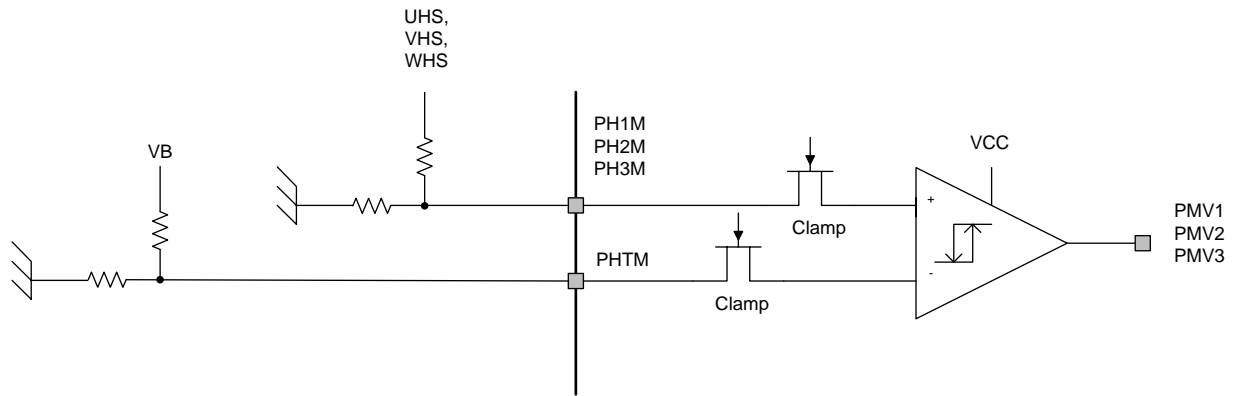 UHS,
VHS,
WHS
VB
PH1M
PH2M
PH3M
VCC
Clamp
+
-
PHTM
Clamp
PMV1
PMV2
PMV3